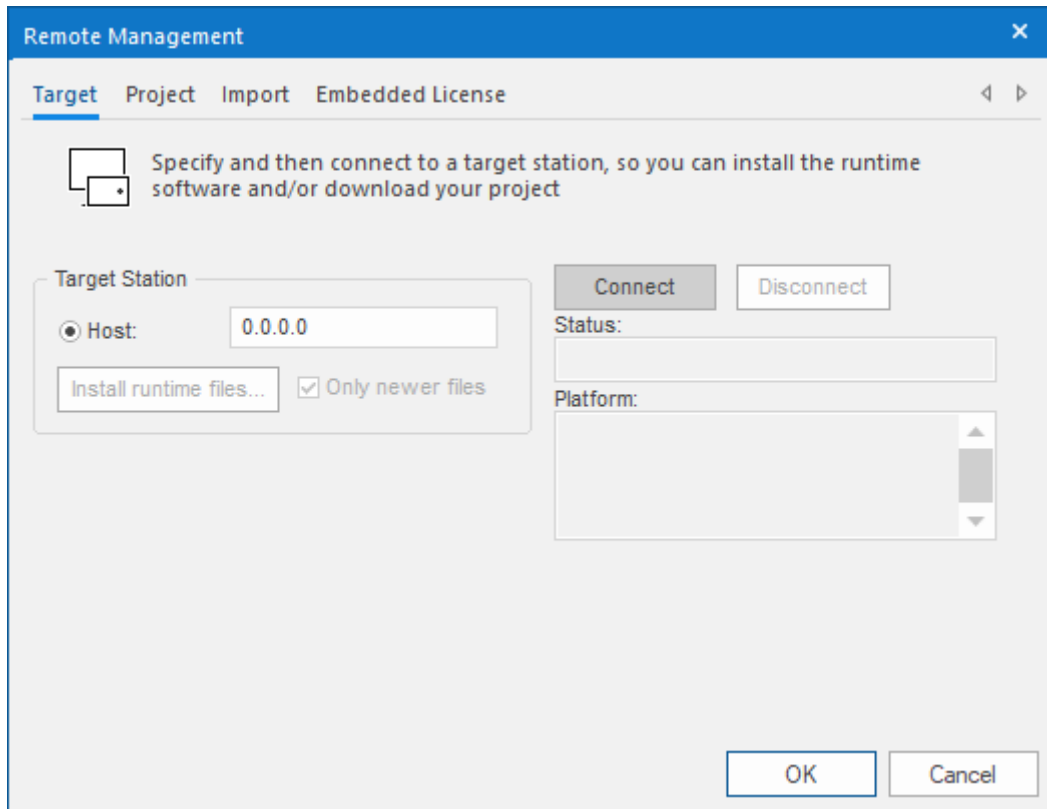 Remote Management
Target Project Import Embedded License
Specify and then connect to a target station, so you can install the runtime
software and/or download your project
Target Station
Host: 0.0.0.0
Install runtime files... Only newer files
Connect Disconnect
Status:
Platform:
OK Cancel